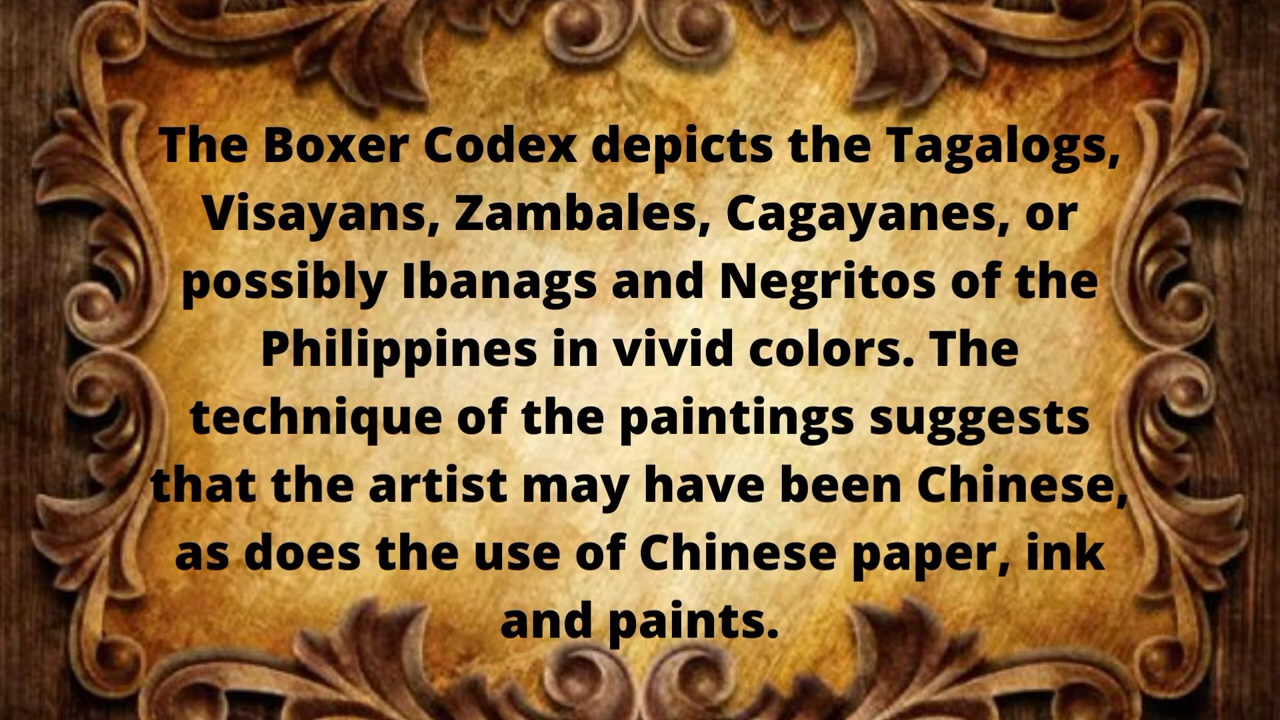 The Boxer Codex depicts the Tagalogs,
Visayans, Zambales, Cagayanes, or
possibly Ibanags and Negritos of the
Philippines in vivid colors. The
technique of the paintings suggests
that the artist may have been Chinese,
as does the use of Chinese paper, ink
and paints.